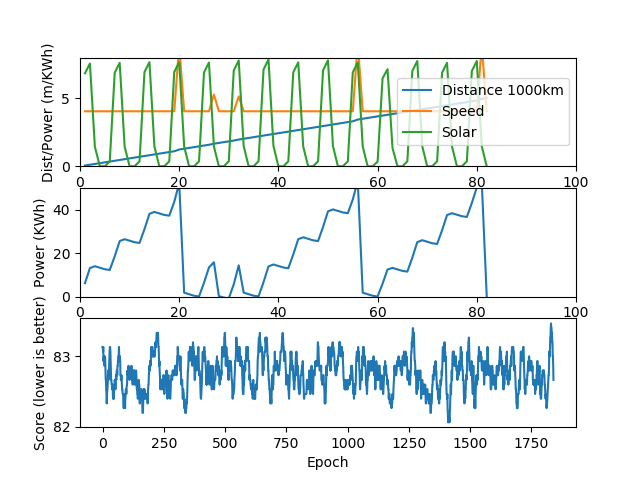 Dist/Power (m/KWh)
5
0
Distance 1000km
Speed
Solar
0 20 40 60 80 100
Power (KWh)
40
20
0
0 20 40 60 80 100
Score (lower is better)
83
82
0 250 500 750 1000 1250 1500 1750
Epoch